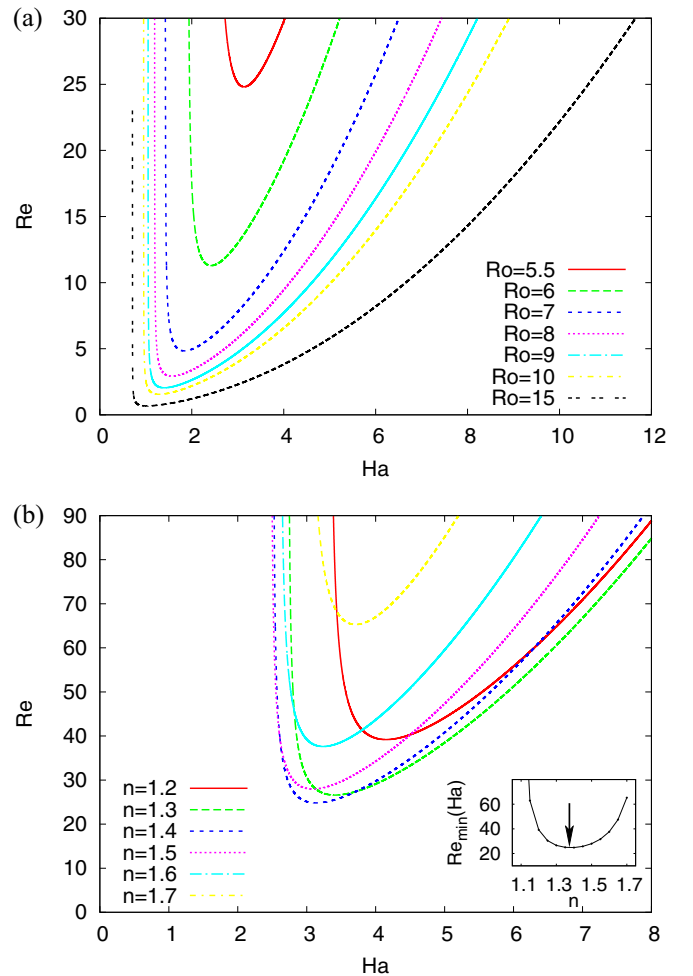 (a)
30
25
20
15
10
5
0
Re
Ro=5.5
Ro=6
Ro=7
Ro=8
Ro=9
Ro=10
Ro=15
0 2 4 6 8 10 12
Ha
(b)
90
80
70
60
50
40
30
20
10
0
Re
n=1.2
n=1.3
n=1.4
n=1.5
n=1.6
n=1.7
Re_min(Ha)
60
40
20
1.1 1.3 1.5 1.7
n
0 1 2 3 4 5 6 7 8
Ha